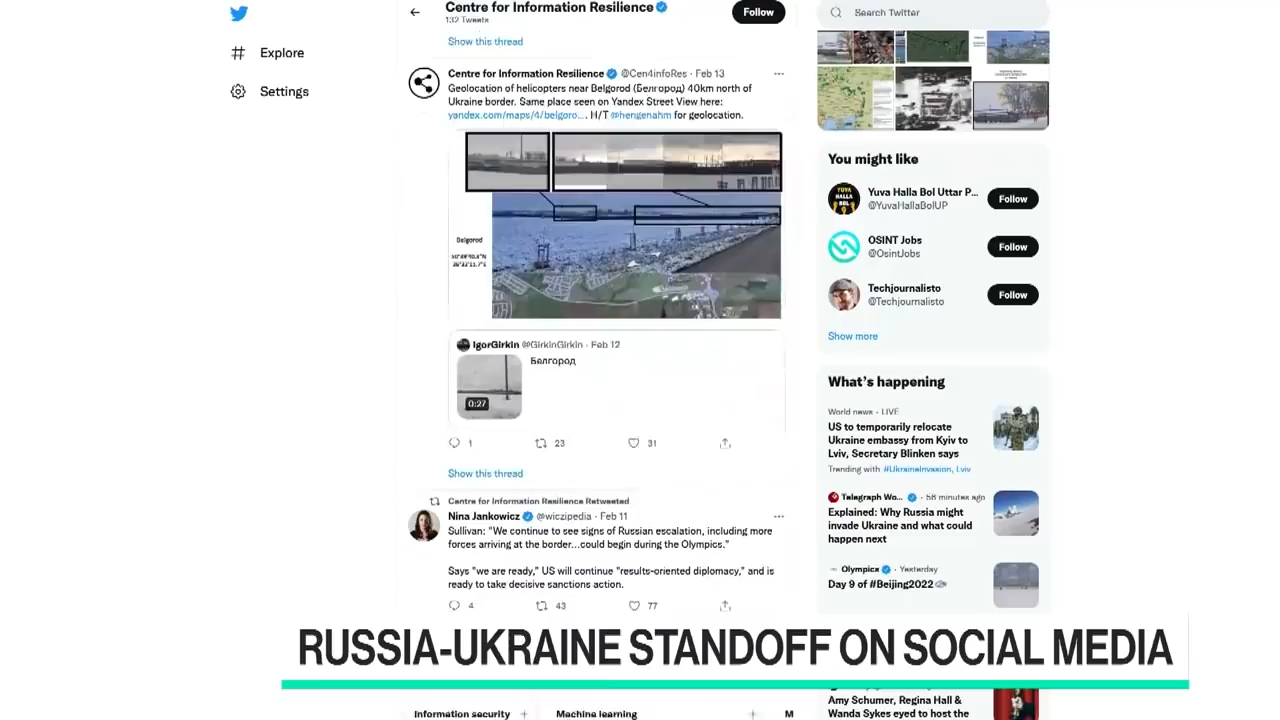 Centre for Information Resilience
132 Tweets
Follow
Search Twitter
Explore
Settings
Show this thread
Centre for Information Resilience @Cen4infoRes · Feb 13
Geolocation of helicopters near Belgorod (Белгород) 40km north of
Ukraine border. Same place seen on Yandex Street View here:
yandex.com/maps/4/belgoro... . H/T @hengenahm for geolocation.
Belgorod
IgorGirkin @GirkinGirkin · Feb 12
Белгород
0:27
1 23 31
Show this thread
Centre for Information Resilience Retweeted
Nina Jankowicz @wiczipedia · Feb 11
Sullivan: "We continue to see signs of Russian escalation, including more
forces arriving at the border...could begin during the Olympics."
Says "we are ready," US will continue "results-oriented diplomacy," and is
ready to take decisive sanctions action.
4 43 77
You might like
YUVA
HALLA
BOL
Yuva Halla Bol Uttar P...
@YuvaHallaBolUP
Follow
OSINT Jobs
@OsintJobs
Follow
Techjournalisto
@Techjournalisto
Follow
Show more
What's happening
World news · LIVE
US to temporarily relocate
Ukraine embassy from Kyiv to
Lviv, Secretary Blinken says
Trending with #UkraineInvasion, Lviv
Telegraph Wo... · 56 minutes ago
Explained: Why Russia might
invade Ukraine and what could
happen next
Olympics · Yesterday
Day 9 of #Beijing2022
RUSSIA-UKRAINE STANDOFF ON SOCIAL MEDIA
Amy Schumer, Regina Hall &
Wanda Sykes eyed to host the
Information security + Machine learning + M